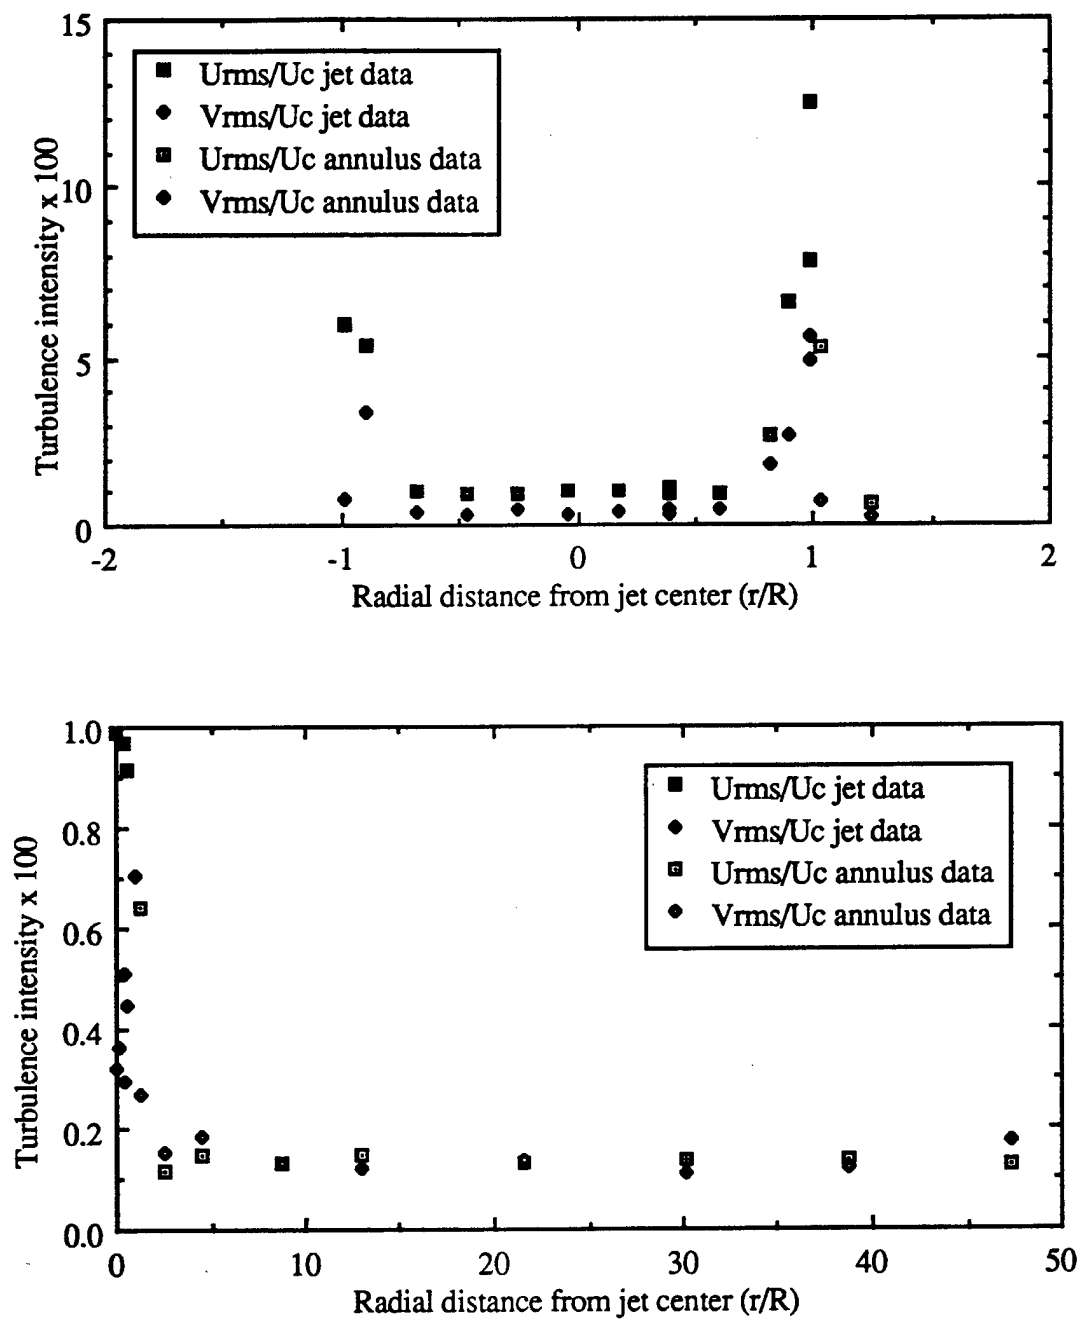 15
10
5
0
Turbulence intensity x 100
Urms/Uc jet data
Vrms/Uc jet data
Urms/Uc annulus data
Vrms/Uc annulus data
-2 -1 0 1 2
Radial distance from jet center (r/R)
1.0
0.8
0.6
0.4
0.2
0.0
Turbulence intensity x 100
Urms/Uc jet data
Vrms/Uc jet data
Urms/Uc annulus data
Vrms/Uc annulus data
0 10 20 30 40 50
Radial distance from jet center (r/R)